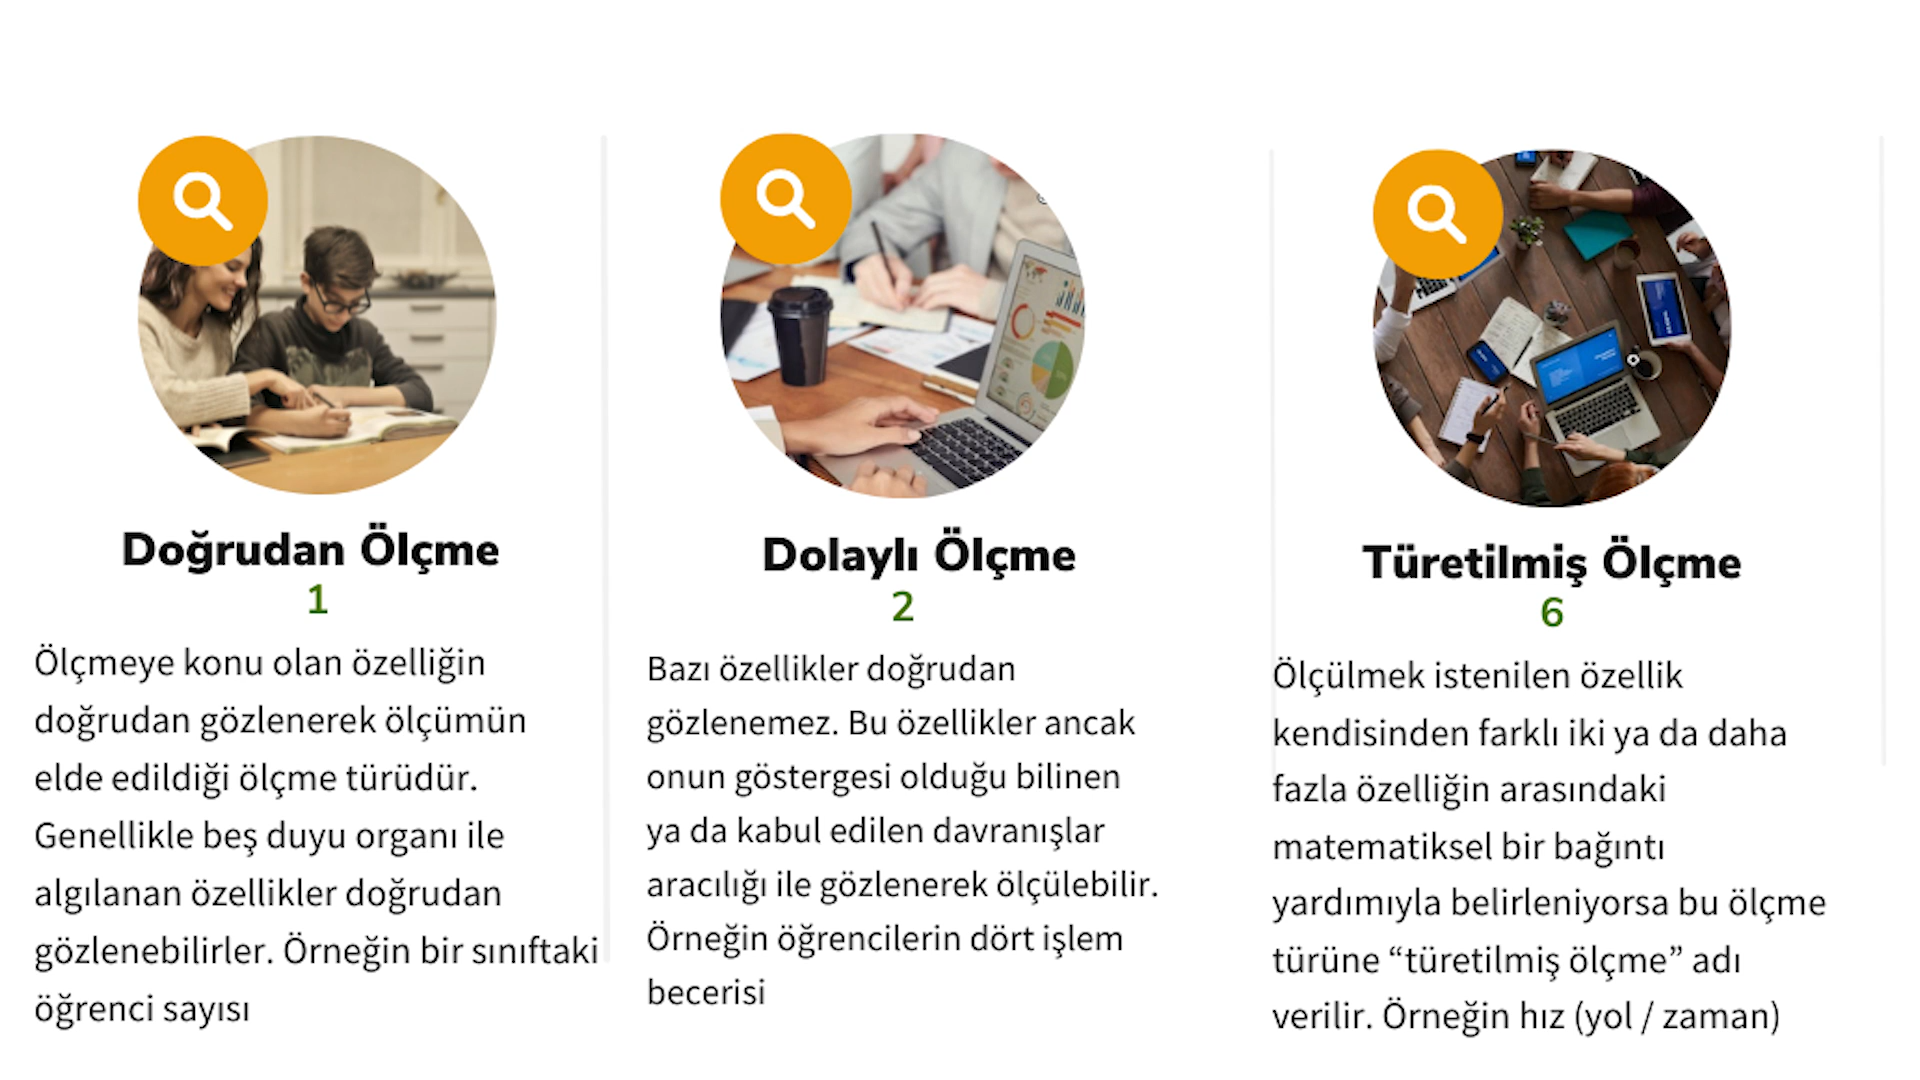 Doğrudan Ölçme
1
Ölçmeye konu olan özelliğin
doğrudan gözlenerek ölçümün
elde edildiği ölçme türüdür.
Genellikle beş duyu organı ile
algılanan özellikler doğrudan
gözlenebilirler. Örneğin bir sınıftaki
öğrenci sayısı
Dolaylı Ölçme
2
Bazı özellikler doğrudan
gözlenemez. Bu özellikler ancak
onun göstergesi olduğu bilinen
ya da kabul edilen davranışlar
aracılığı ile gözlenerek ölçülebilir.
Örneğin öğrencilerin dört işlem
becerisi
Türetilmiş Ölçme
6
Ölçülmek istenilen özellik
kendisinden farklı iki ya da daha
fazla özelliğin arasındaki
matematiksel bir bağıntı
yardımıyla belirleniyorsa bu ölçme
türüne “türetilmiş ölçme” adı
verilir. Örneğin hız (yol / zaman)